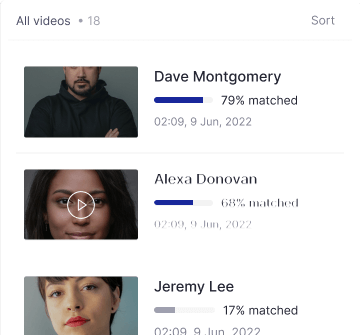 All videos • 18
Sort
Dave Montgomery
79% matched
02:09, 9 Jun, 2022
Alexa Donovan
68% matched
02:09, 9 Jun, 2022
Jeremy Lee
17% matched
02:09, 9 Jun, 2022